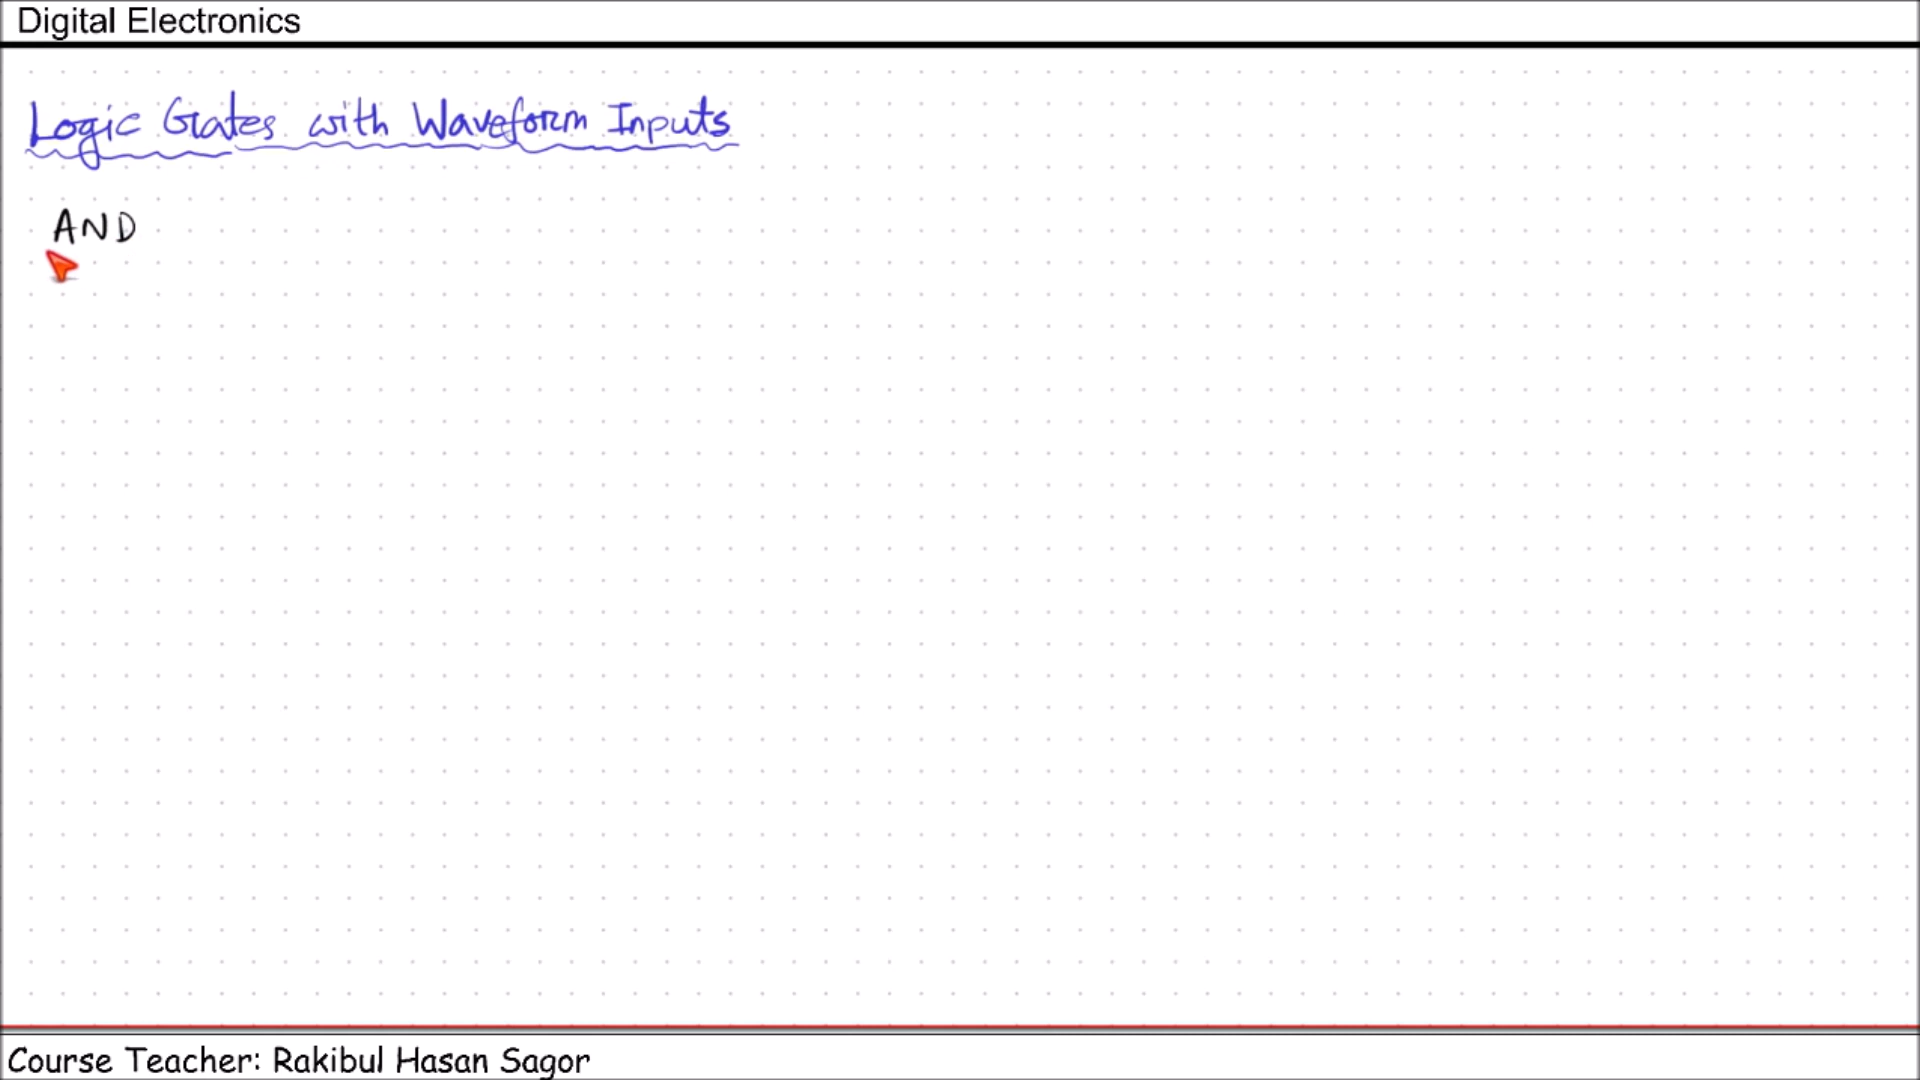 Digital Electronics
Logic Gates with Waveform Inputs
AND
Course Teacher: Rakibul Hasan Sagor